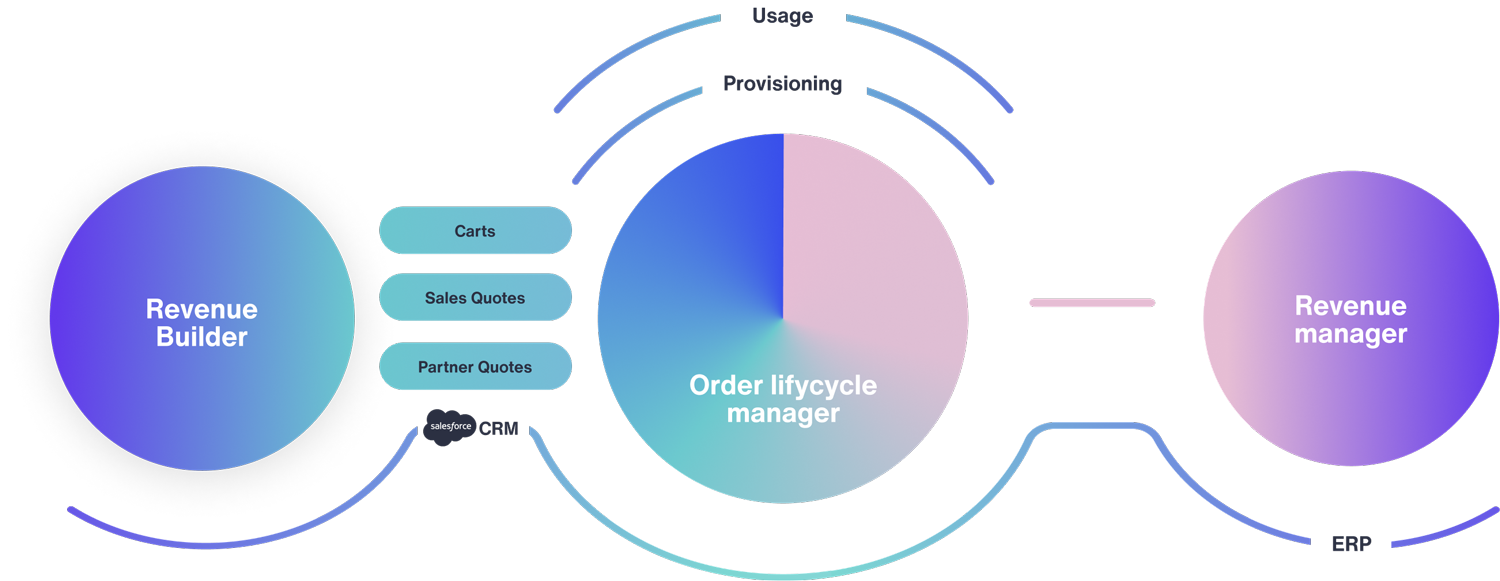 Usage
Provisioning
Revenue
Builder
Carts
Sales Quotes
Partner Quotes
salesforce CRM
Order lifycycle
manager
Revenue
manager
ERP